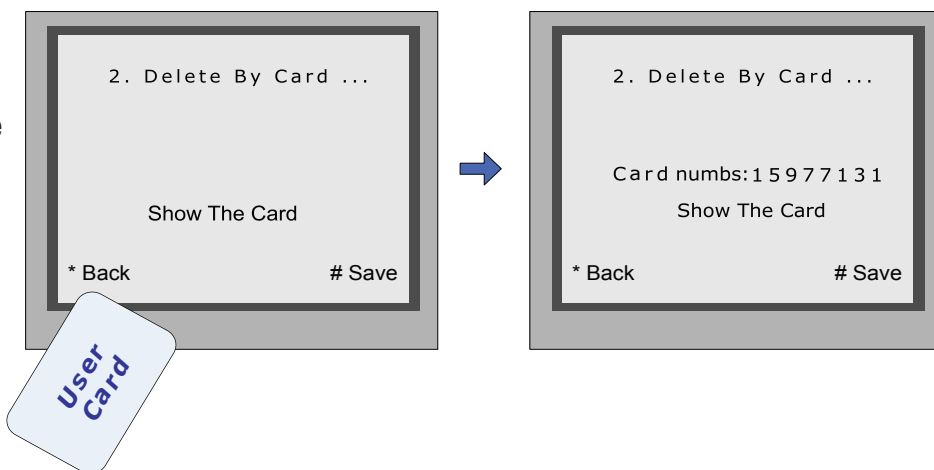 2. Delete By Card ...
Show The Card
* Back # Save
User
Card
2. Delete By Card ...
Card numbs:15977131
Show The Card
* Back # Save